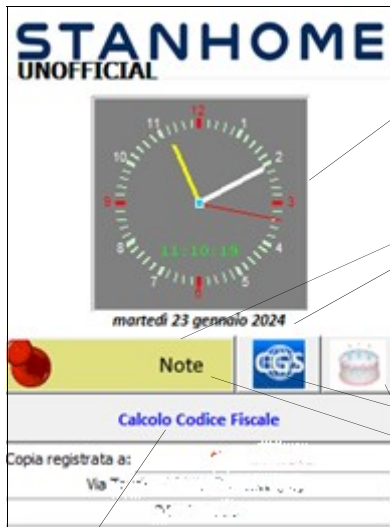 STANHOME
UNOFFICIAL
12
11 1
10 2
9 3
8 4
7 5
6
11:10:19
martedì 23 gennaio 2024
Note CGS
Calcolo Codice Fiscale
Copia registrata a:
Via